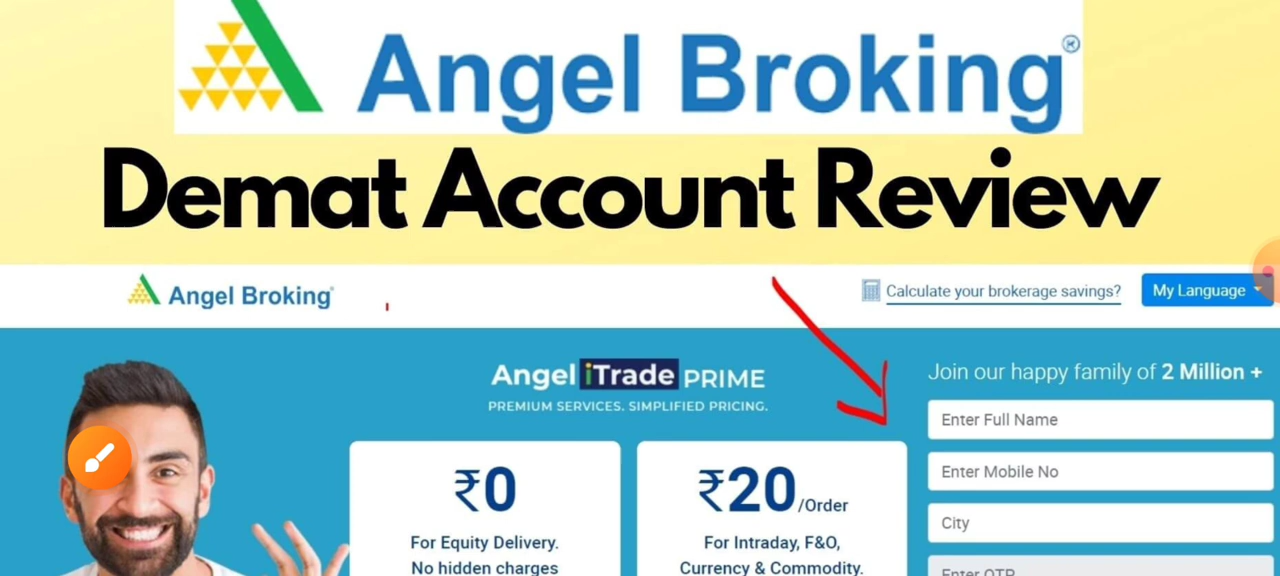 Angel Broking®
Demat Account Review
Angel Broking
Calculate your brokerage savings?
My Language
Angel iTrade PRIME
PREMIUM SERVICES. SIMPLIFIED PRICING.
Join our happy family of 2 Million +
Enter Full Name
Enter Mobile No
City
Enter OTP
₹0
For Equity Delivery.
No hidden charges
₹20/Order
For Intraday, F&O,
Currency & Commodity.